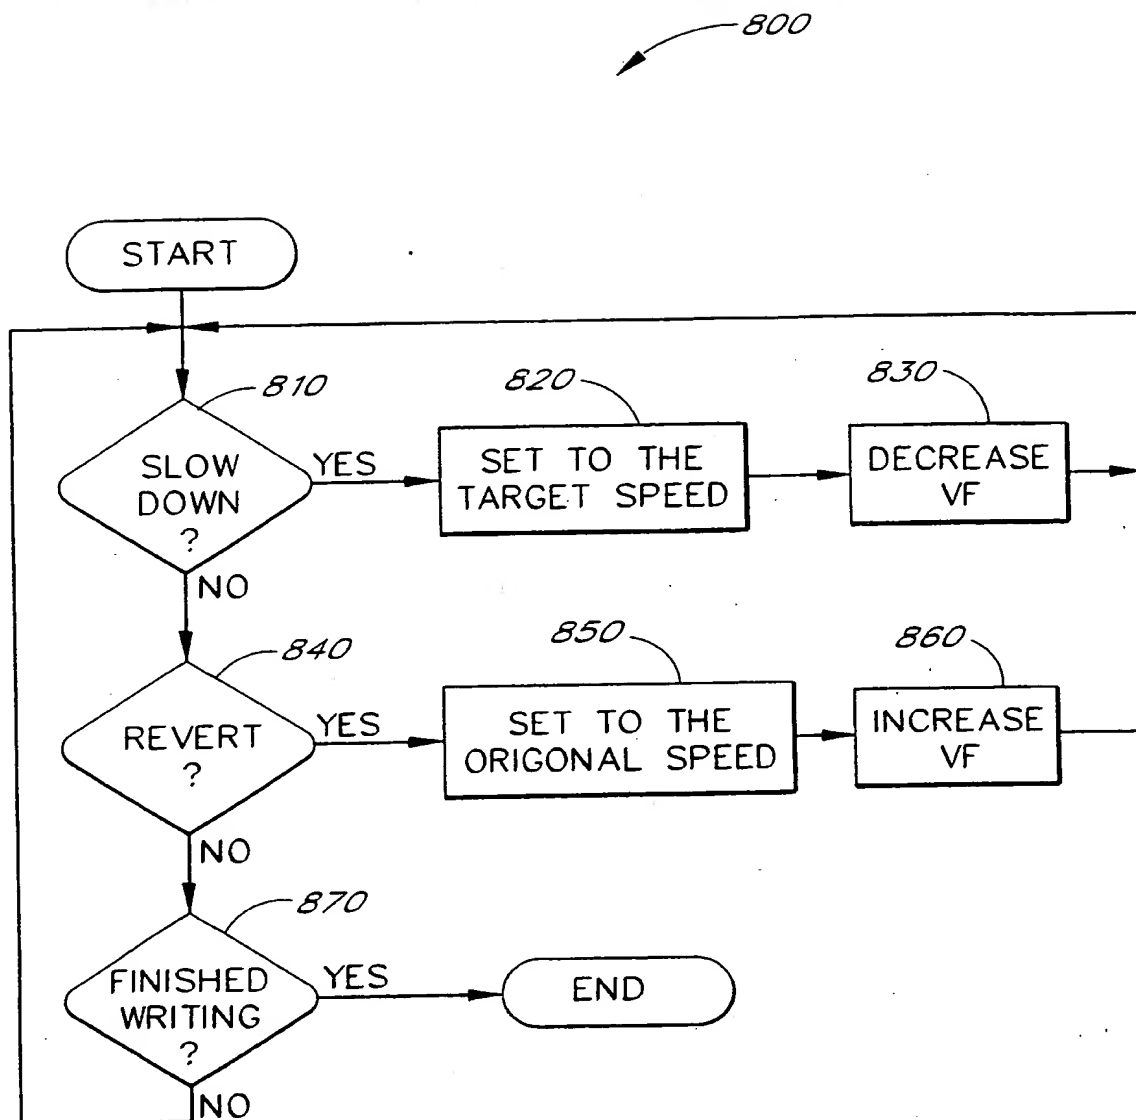 800
START
810
820
830
SLOW
DOWN
?
YES
SET TO THE
TARGET SPEED
DECREASE
VF
NO
840
850
860
REVERT
?
YES
SET TO THE
ORIGONAL SPEED
INCREASE
VF
NO
870
FINISHED
WRITING
?
YES
END
NO